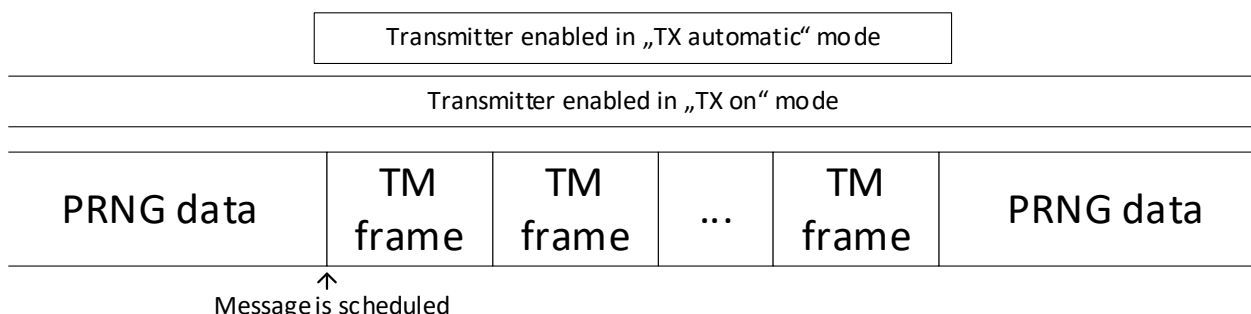 Transmitter enabled in „TX automatic“ mode
Transmitter enabled in „TX on“ mode
PRNG data
TM
frame
TM
frame
...
TM
frame
PRNG data
Message is scheduled